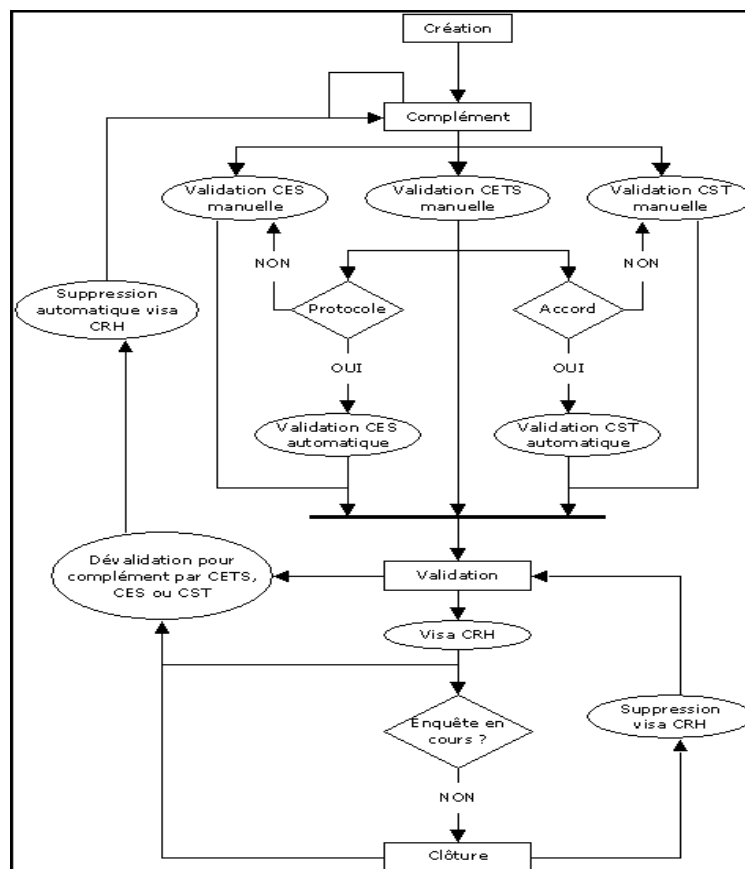 Création
Complément
Validation CES
manuelle
Validation CETS
manuelle
Validation CST
manuelle
NON
NON
Suppression
automatique visa
CRH
Protocole
Accord
OUI
OUI
Validation CES
automatique
Validation CST
automatique
Dévalidation pour
complément par CETS,
CES ou CST
Validation
Visa CRH
Enquête en
cours ?
Suppression
visa CRH
NON
Clôture